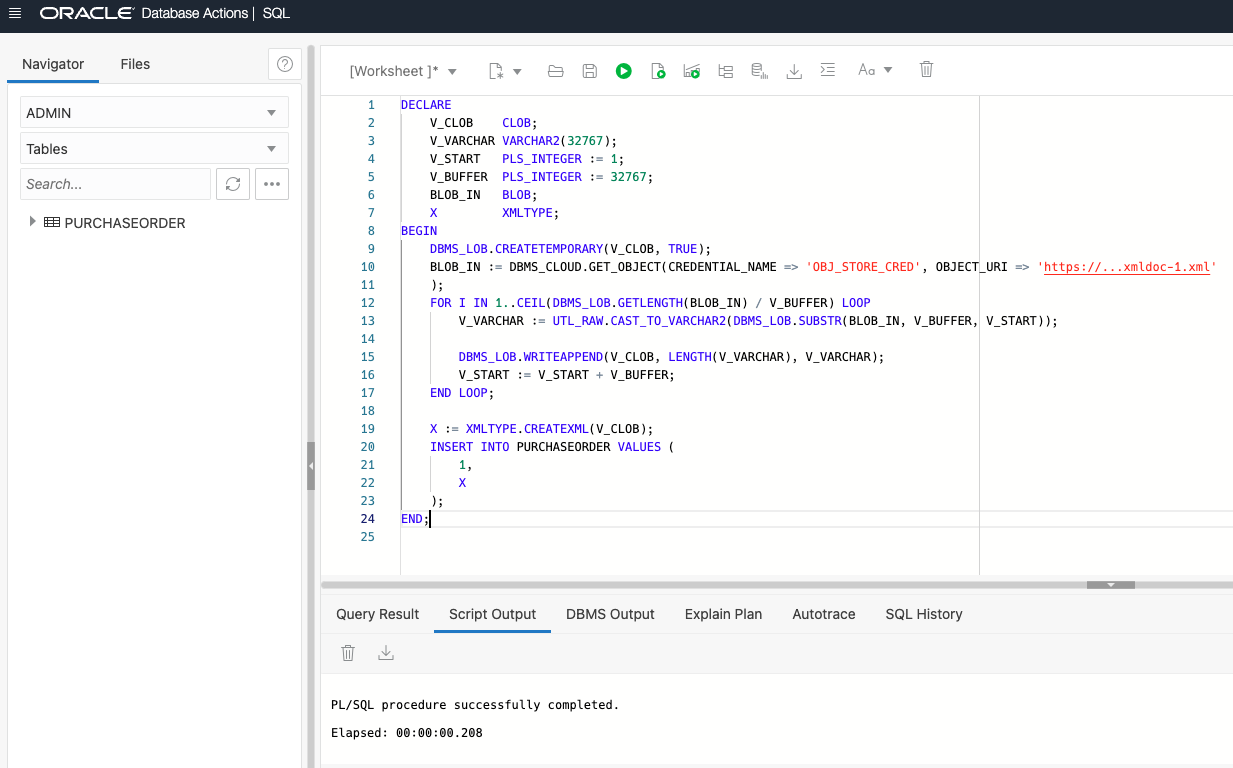 ORACLE Database Actions | SQL
Navigator Files
[Worksheet ]* Aa
ADMIN
Tables
Search...
PURCHASEORDER
1 DECLARE
2 V_CLOB CLOB;
3 V_VARCHAR VARCHAR2(32767);
4 V_START PLS_INTEGER := 1;
5 V_BUFFER PLS_INTEGER := 32767;
6 BLOB_IN BLOB;
7 X XMLTYPE;
8 BEGIN
9 DBMS_LOB.CREATETEMPORARY(V_CLOB, TRUE);
10 BLOB_IN := DBMS_CLOUD.GET_OBJECT(CREDENTIAL_NAME => 'OBJ_STORE_CRED', OBJECT_URI => 'https://...xmldoc-1.xml'
11 );
12 FOR I IN 1..CEIL(DBMS_LOB.GETLENGTH(BLOB_IN) / V_BUFFER) LOOP
13 V_VARCHAR := UTL_RAW.CAST_TO_VARCHAR2(DBMS_LOB.SUBSTR(BLOB_IN, V_BUFFER, V_START));
14
15 DBMS_LOB.WRITEAPPEND(V_CLOB, LENGTH(V_VARCHAR), V_VARCHAR);
16 V_START := V_START + V_BUFFER;
17 END LOOP;
18
19 X := XMLTYPE.CREATEXML(V_CLOB);
20 INSERT INTO PURCHASEORDER VALUES (
21 1,
22 X
23 );
24 END;
25
Query Result Script Output DBMS Output Explain Plan Autotrace SQL History
PL/SQL procedure successfully completed.
Elapsed: 00:00:00.208